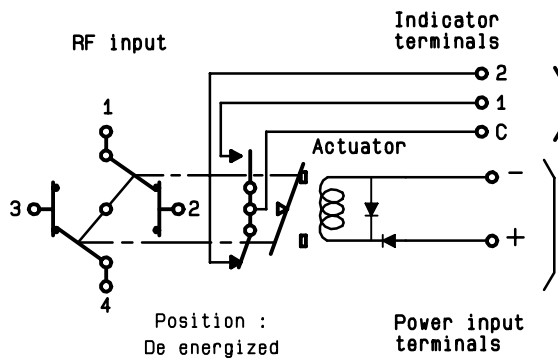 RF input
Indicator
terminals
2
1
C
Actuator
1
3
2
4
-
+
Position :
De energized
Power input
terminals